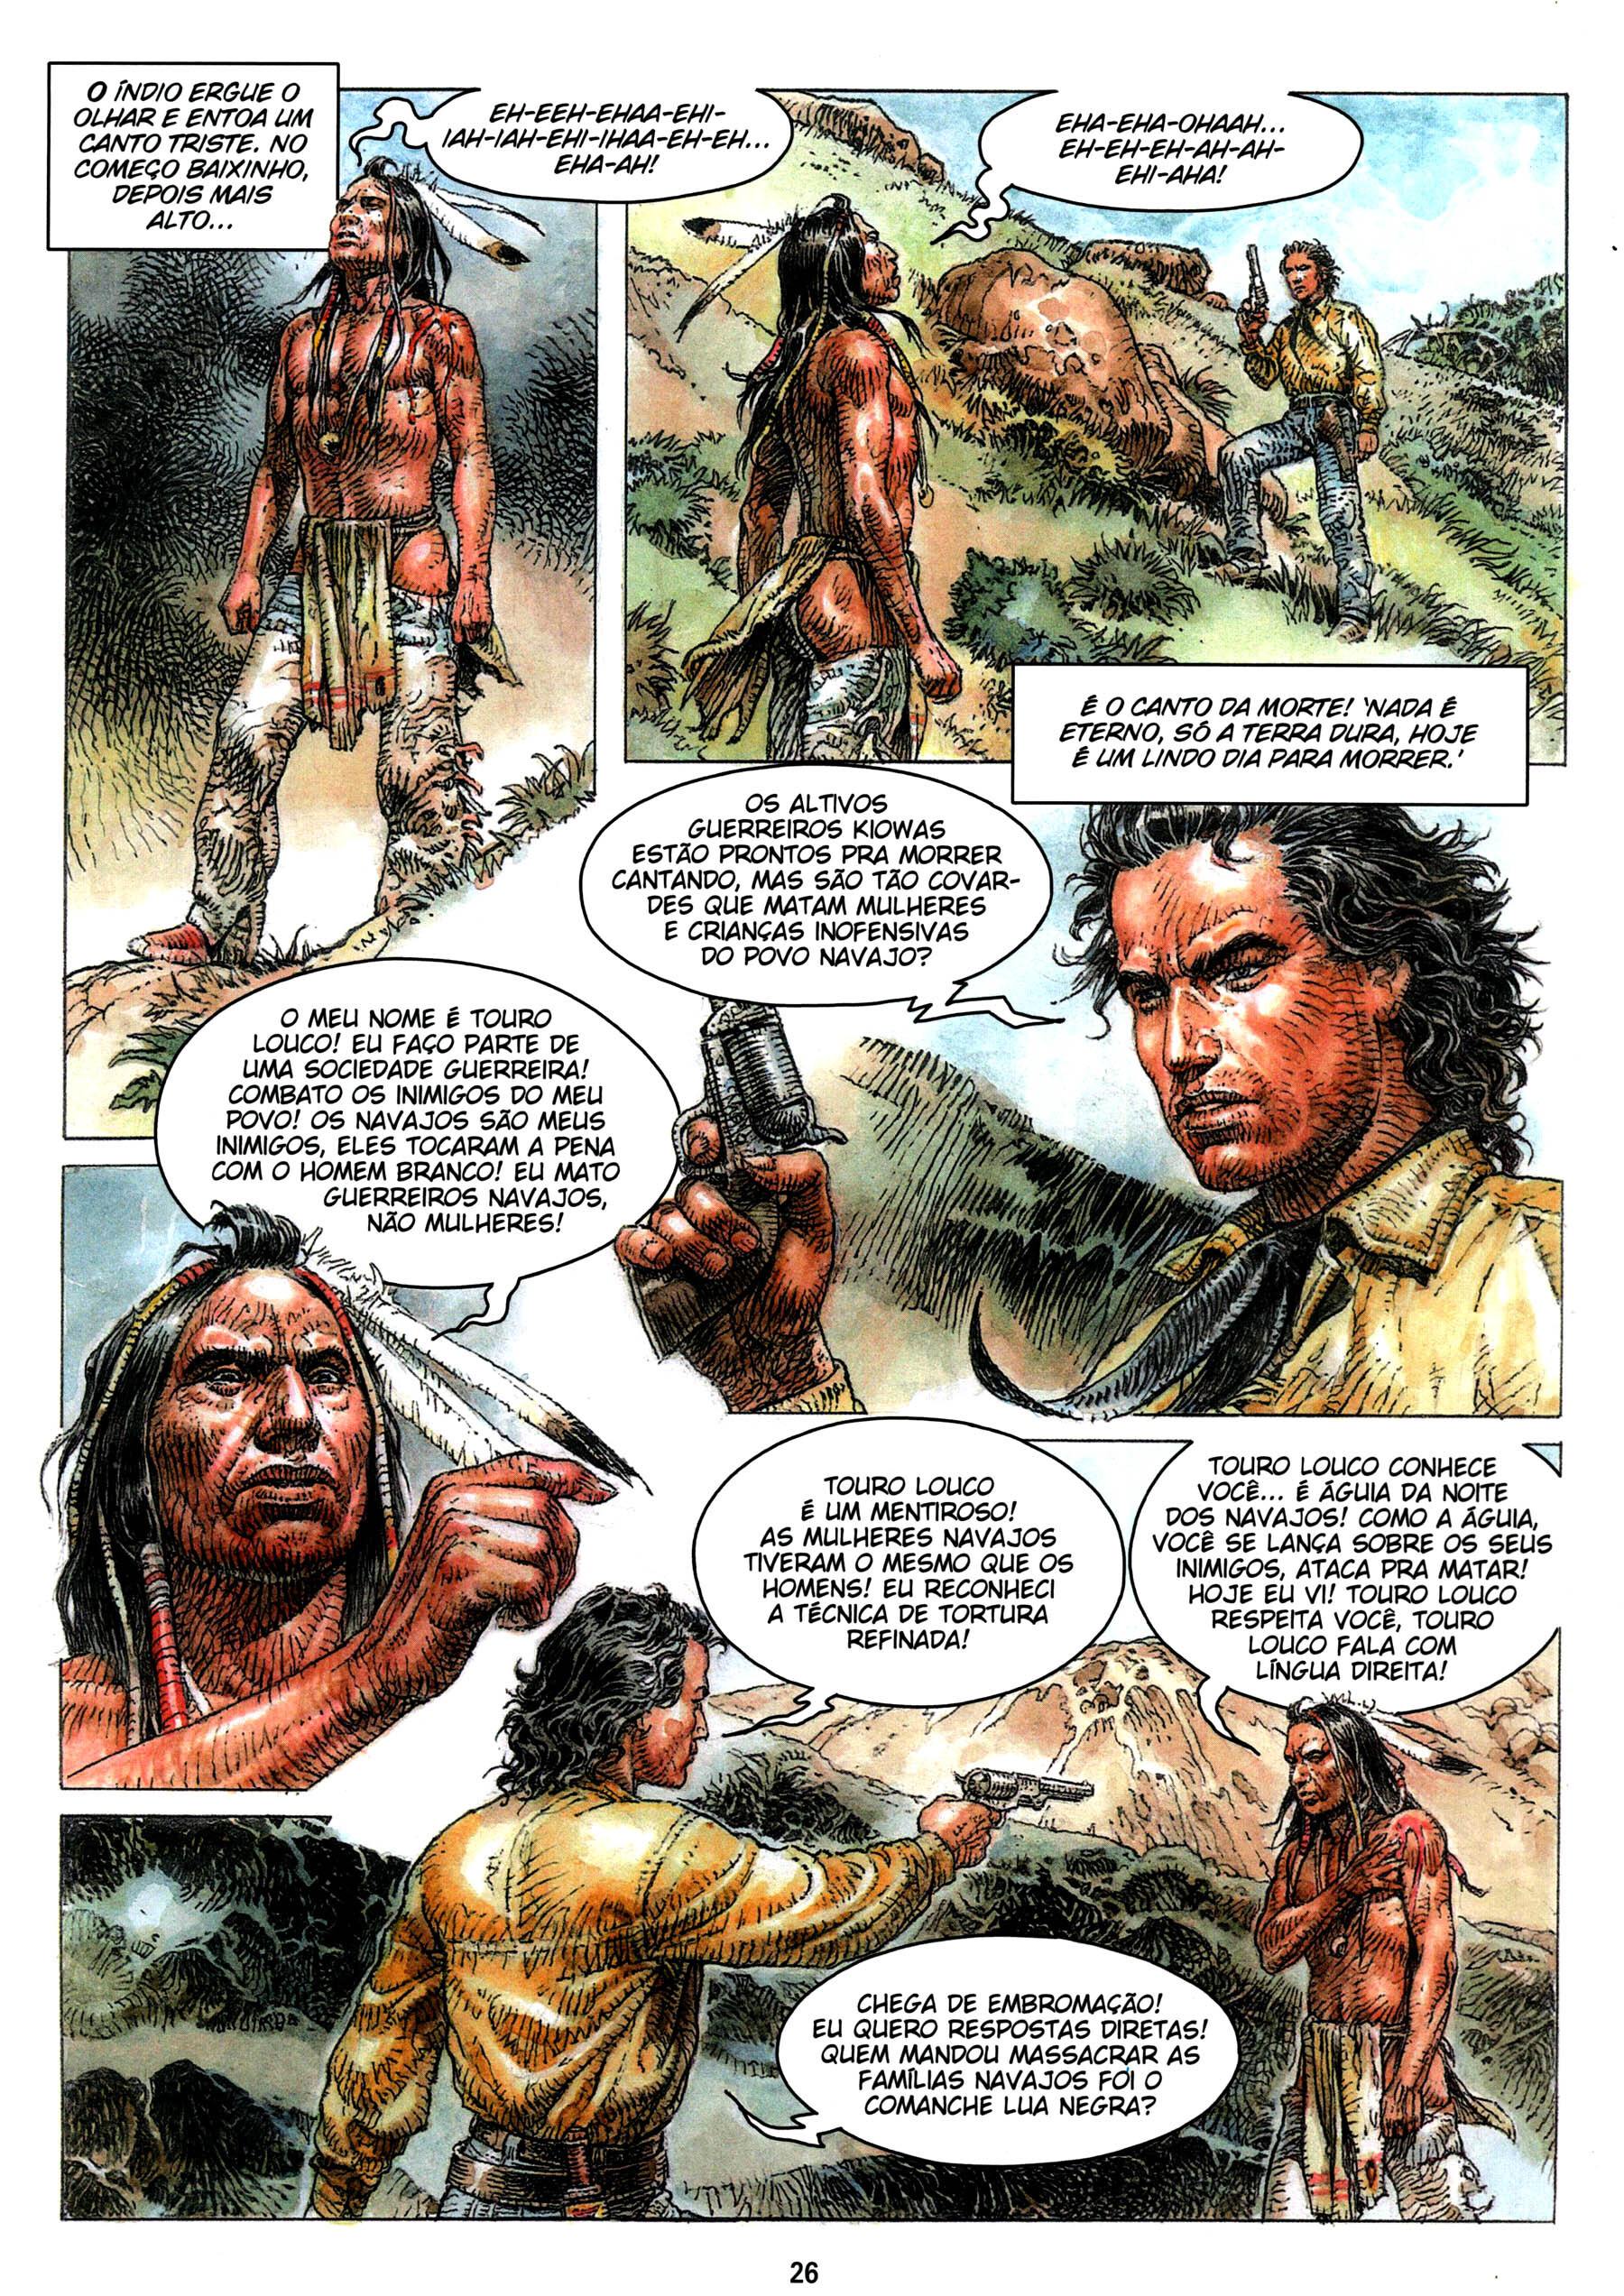 O ÍNDIO ERGUE O
OLHAR E ENTOA UM
CANTO TRISTE. NO
COMEÇO BAIXINHO,
DEPOIS MAIS
ALTO...
EH-EEH-EHAA-EHI-
IAH-IAH-EHI-IHAA-EH-EH...
EHA-AH!
EHA-EHA-OHAAH...
EH-EH-EH-AH-AH-
EHI-AHA!
É O CANTO DA MORTE! 'NADA É
ETERNO, SÓ A TERRA DURA, HOJE
É UM LINDO DIA PARA MORRER.'
OS ALTIVOS
GUERREIROS KIOWAS
ESTÃO PRONTOS PRA MORRER
CANTANDO, MAS SÃO TÃO COVAR-
DES QUE MATAM MULHERES
E CRIANÇAS INOFENSIVAS
DO POVO NAVAJO?
O MEU NOME É TOURO
LOUCO! EU FAÇO PARTE DE
UMA SOCIEDADE GUERREIRA!
COMBATO OS INIMIGOS DO MEU
POVO! OS NAVAJOS SÃO MEUS
INIMIGOS, ELES TOCARAM A PENA
COM O HOMEM BRANCO! EU MATO
GUERREIROS NAVAJOS,
NÃO MULHERES!
TOURO LOUCO
É UM MENTIROSO!
AS MULHERES NAVAJOS
TIVERAM O MESMO QUE OS
HOMENS! EU RECONHECI
A TÉCNICA DE TORTURA
REFINADA!
TOURO LOUCO CONHECE
VOCÊ... É ÁGUIA DA NOITE
DOS NAVAJOS! COMO A ÁGUIA,
VOCÊ SE LANÇA SOBRE OS SEUS
INIMIGOS, ATACA PRA MATAR!
HOJE EU VI! TOURO LOUCO
RESPEITA VOCÊ, TOURO
LOUCO FALA COM
LÍNGUA DIREITA!
CHEGA DE EMBROMAÇÃO!
EU QUERO RESPOSTAS DIRETAS!
QUEM MANDOU MASSACRAR AS
FAMÍLIAS NAVAJOS FOI O
COMANCHE LUA NEGRA?
26